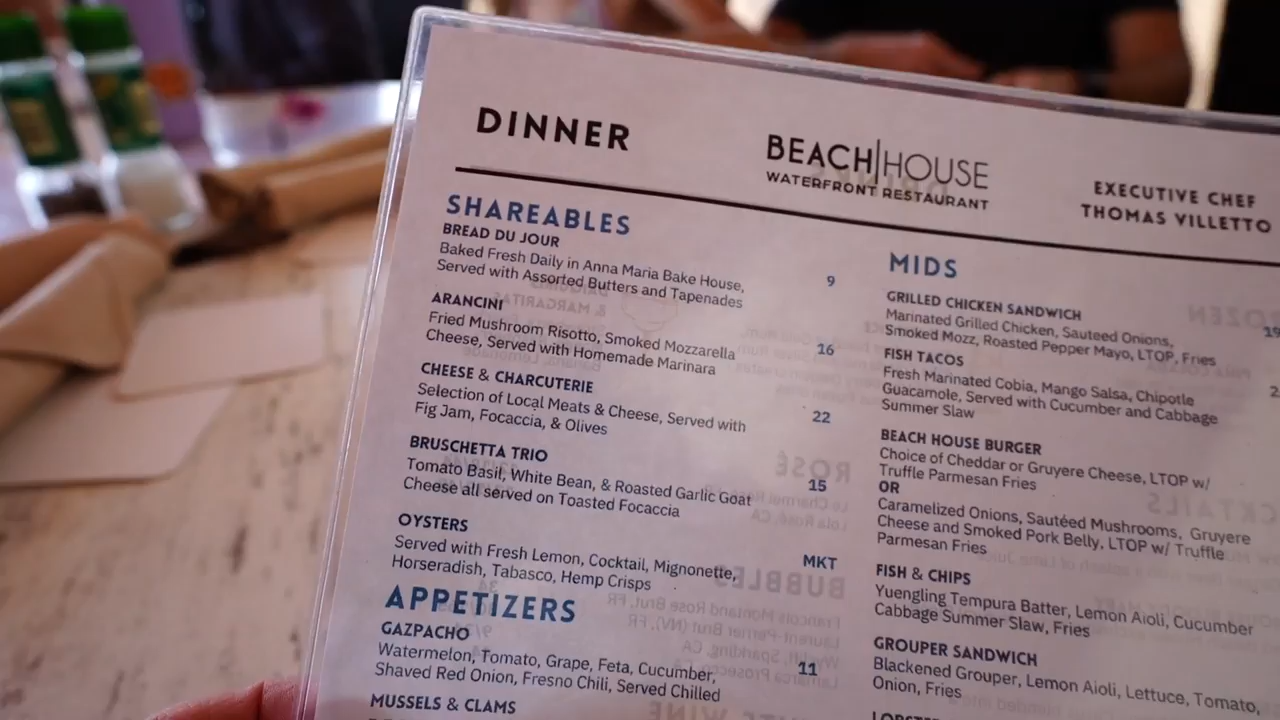 DINNER
BEACH|HOUSE
WATERFRONT RESTAURANT
EXECUTIVE CHEF
THOMAS VILLETTO
SHAREABLES
BREAD DU JOUR
Baked Fresh Daily in Anna Maria Bake House, 9
Served with Assorted Butters and Tapenades
ARANCINI
Fried Mushroom Risotto, Smoked Mozzarella 16
Cheese, Served with Homemade Marinara
CHEESE & CHARCUTERIE
Selection of Local Meats & Cheese, Served with 22
Fig Jam, Focaccia, & Olives
BRUSCHETTA TRIO
Tomato Basil, White Bean, & Roasted Garlic Goat 15
Cheese all served on Toasted Focaccia
OYSTERS
Served with Fresh Lemon, Cocktail, Mignonette, MKT
Horseradish, Tabasco, Hemp Crisps
APPETIZERS
GAZPACHO
Watermelon, Tomato, Grape, Feta, Cucumber, 11
Shaved Red Onion, Fresno Chili, Served Chilled
MUSSELS & CLAMS
MIDS
GRILLED CHICKEN SANDWICH
Marinated Grilled Chicken, Sauteed Onions,
Smoked Mozz, Roasted Pepper Mayo, LTOP, Fries
FISH TACOS
Fresh Marinated Cobia, Mango Salsa, Chipotle
Guacamole, Served with Cucumber and Cabbage
Summer Slaw
BEACH HOUSE BURGER
Choice of Cheddar or Gruyere Cheese, LTOP w/
Truffle Parmesan Fries
OR
Caramelized Onions, Sautéed Mushrooms, Gruyere
Cheese and Smoked Pork Belly, LTOP w/ Truffle
Parmesan Fries
FISH & CHIPS
Yuengling Tempura Batter, Lemon Aioli, Cucumber
Cabbage Summer Slaw, Fries
GROUPER SANDWICH
Blackened Grouper, Lemon Aioli, Lettuce, Tomato,
Onion, Fries